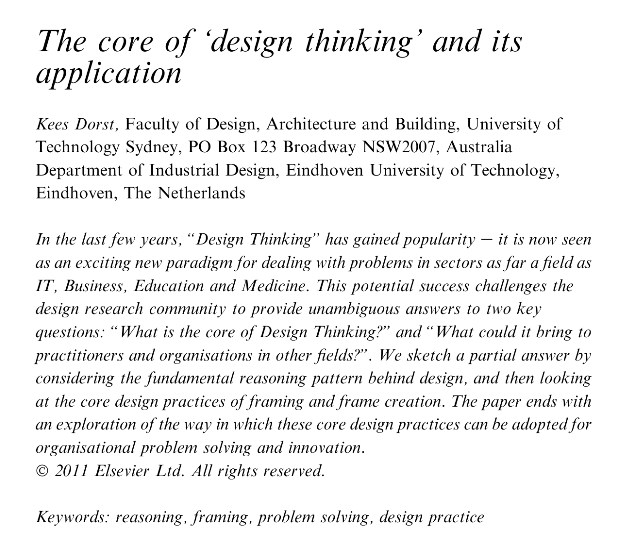 The core of ‘design thinking’ and its
application
Kees Dorst, Faculty of Design, Architecture and Building, University of
Technology Sydney, PO Box 123 Broadway NSW2007, Australia
Department of Industrial Design, Eindhoven University of Technology,
Eindhoven, The Netherlands
In the last few years, “Design Thinking” has gained popularity – it is now seen
as an exciting new paradigm for dealing with problems in sectors as far a field as
IT, Business, Education and Medicine. This potential success challenges the
design research community to provide unambiguous answers to two key
questions: “What is the core of Design Thinking?” and “What could it bring to
practitioners and organisations in other fields?”. We sketch a partial answer by
considering the fundamental reasoning pattern behind design, and then looking
at the core design practices of framing and frame creation. The paper ends with
an exploration of the way in which these core design practices can be adopted for
organisational problem solving and innovation.
© 2011 Elsevier Ltd. All rights reserved.
Keywords: reasoning, framing, problem solving, design practice